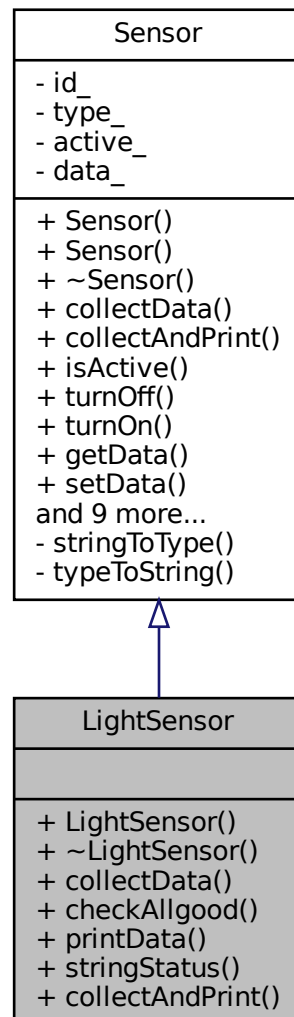 Sensor
- id_
- type_
- active_
- data_
+ Sensor()
+ Sensor()
+ ~Sensor()
+ collectData()
+ collectAndPrint()
+ isActive()
+ turnOff()
+ turnOn()
+ getData()
+ setData()
and 9 more...
- stringToType()
- typeToString()
LightSensor
+ LightSensor()
+ ~LightSensor()
+ collectData()
+ checkAllgood()
+ printData()
+ stringStatus()
+ collectAndPrint()